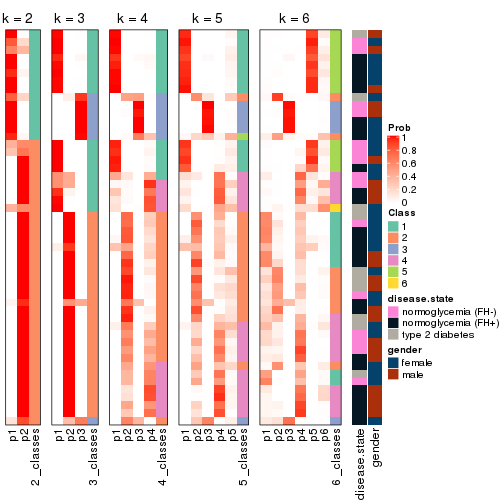 k = 2
k = 3
k = 4
k = 5
k = 6
p1
p2
2_classes
p1
p2
p3
3_classes
p1
p2
p3
p4
4_classes
p1
p2
p3
p4
p5
5_classes
p1
p2
p3
p4
p5
p6
6_classes
disease.state
gender
Prob
1
0.8
0.6
0.4
0.2
0
Class
1
2
3
4
5
6
disease.state
normoglycemia (FH-)
normoglycemia (FH+)
type 2 diabetes
gender
female
male